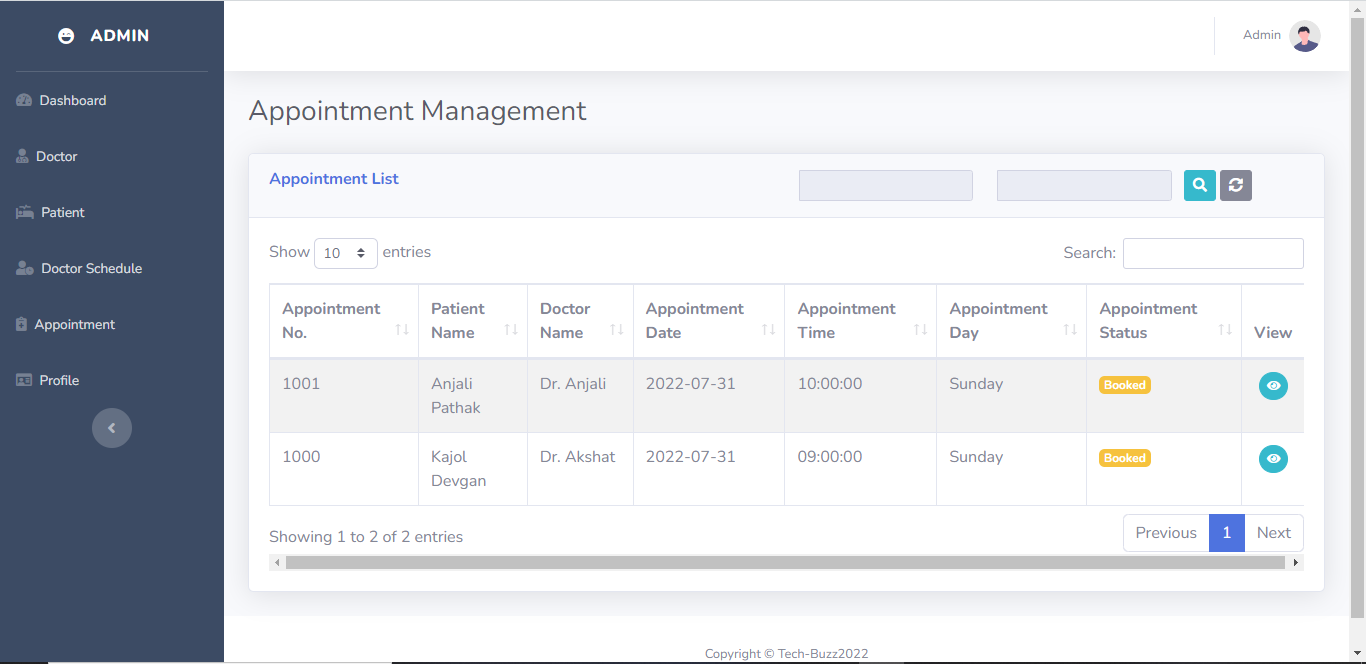 ADMIN
Admin
Dashboard
Doctor
Patient
Doctor Schedule
Appointment
Profile
Appointment Management
Appointment List
Show 10 entries
Search:
Appointment No.
Patient Name
Doctor Name
Appointment Date
Appointment Time
Appointment Day
Appointment Status
View
1001 Anjali Pathak Dr. Anjali 2022-07-31 10:00:00 Sunday Booked
1000 Kajol Devgan Dr. Akshat 2022-07-31 09:00:00 Sunday Booked
Showing 1 to 2 of 2 entries
Previous 1 Next
Copyright © Tech-Buzz2022